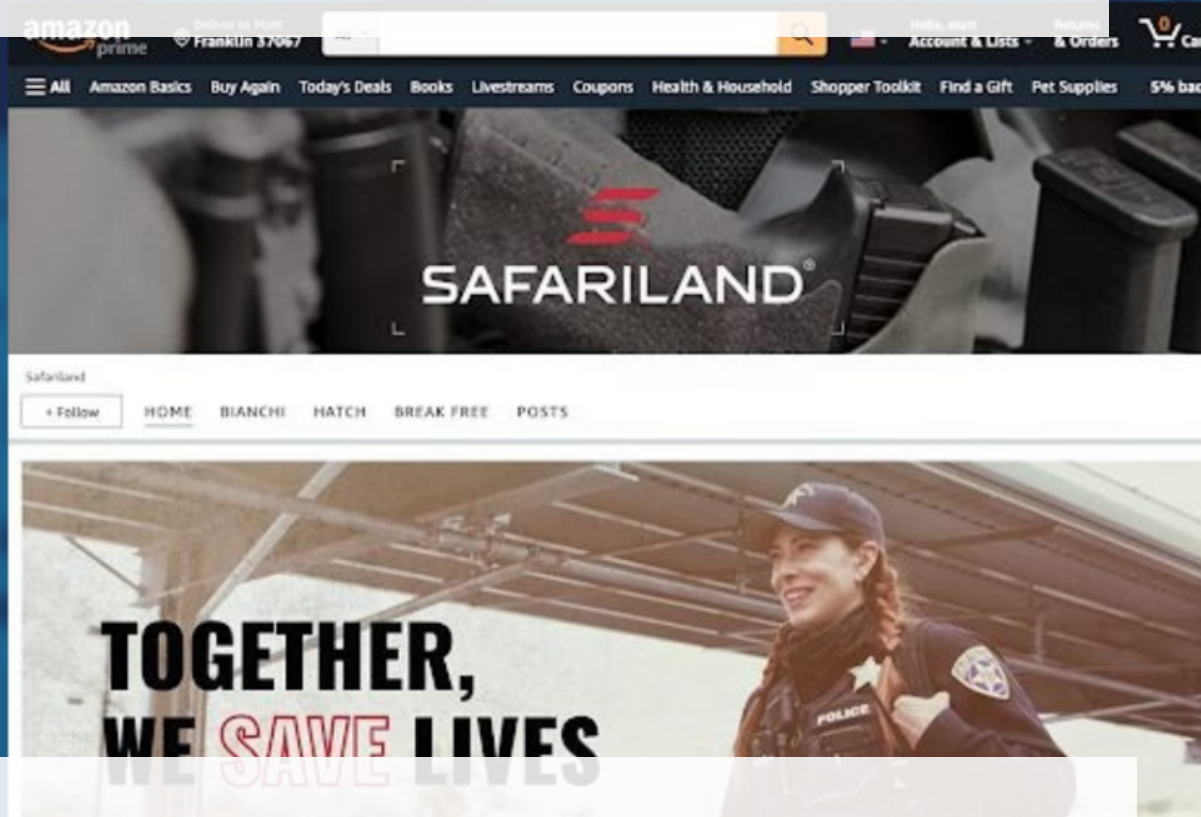 amazon
prime
Deliver to Matt
Franklin 37067
All
Hello, matt
Account & Lists
Returns
& Orders
0
All Amazon Basics Buy Again Today's Deals Books Livestreams Coupons Health & Household Shopper Toolkit Find a Gift Pet Supplies 5% bac
SAFARILAND®
Safariland
+ Follow HOME BIANCHI HATCH BREAK FREE POSTS
TOGETHER,
WE SAVE LIVES
POLICE